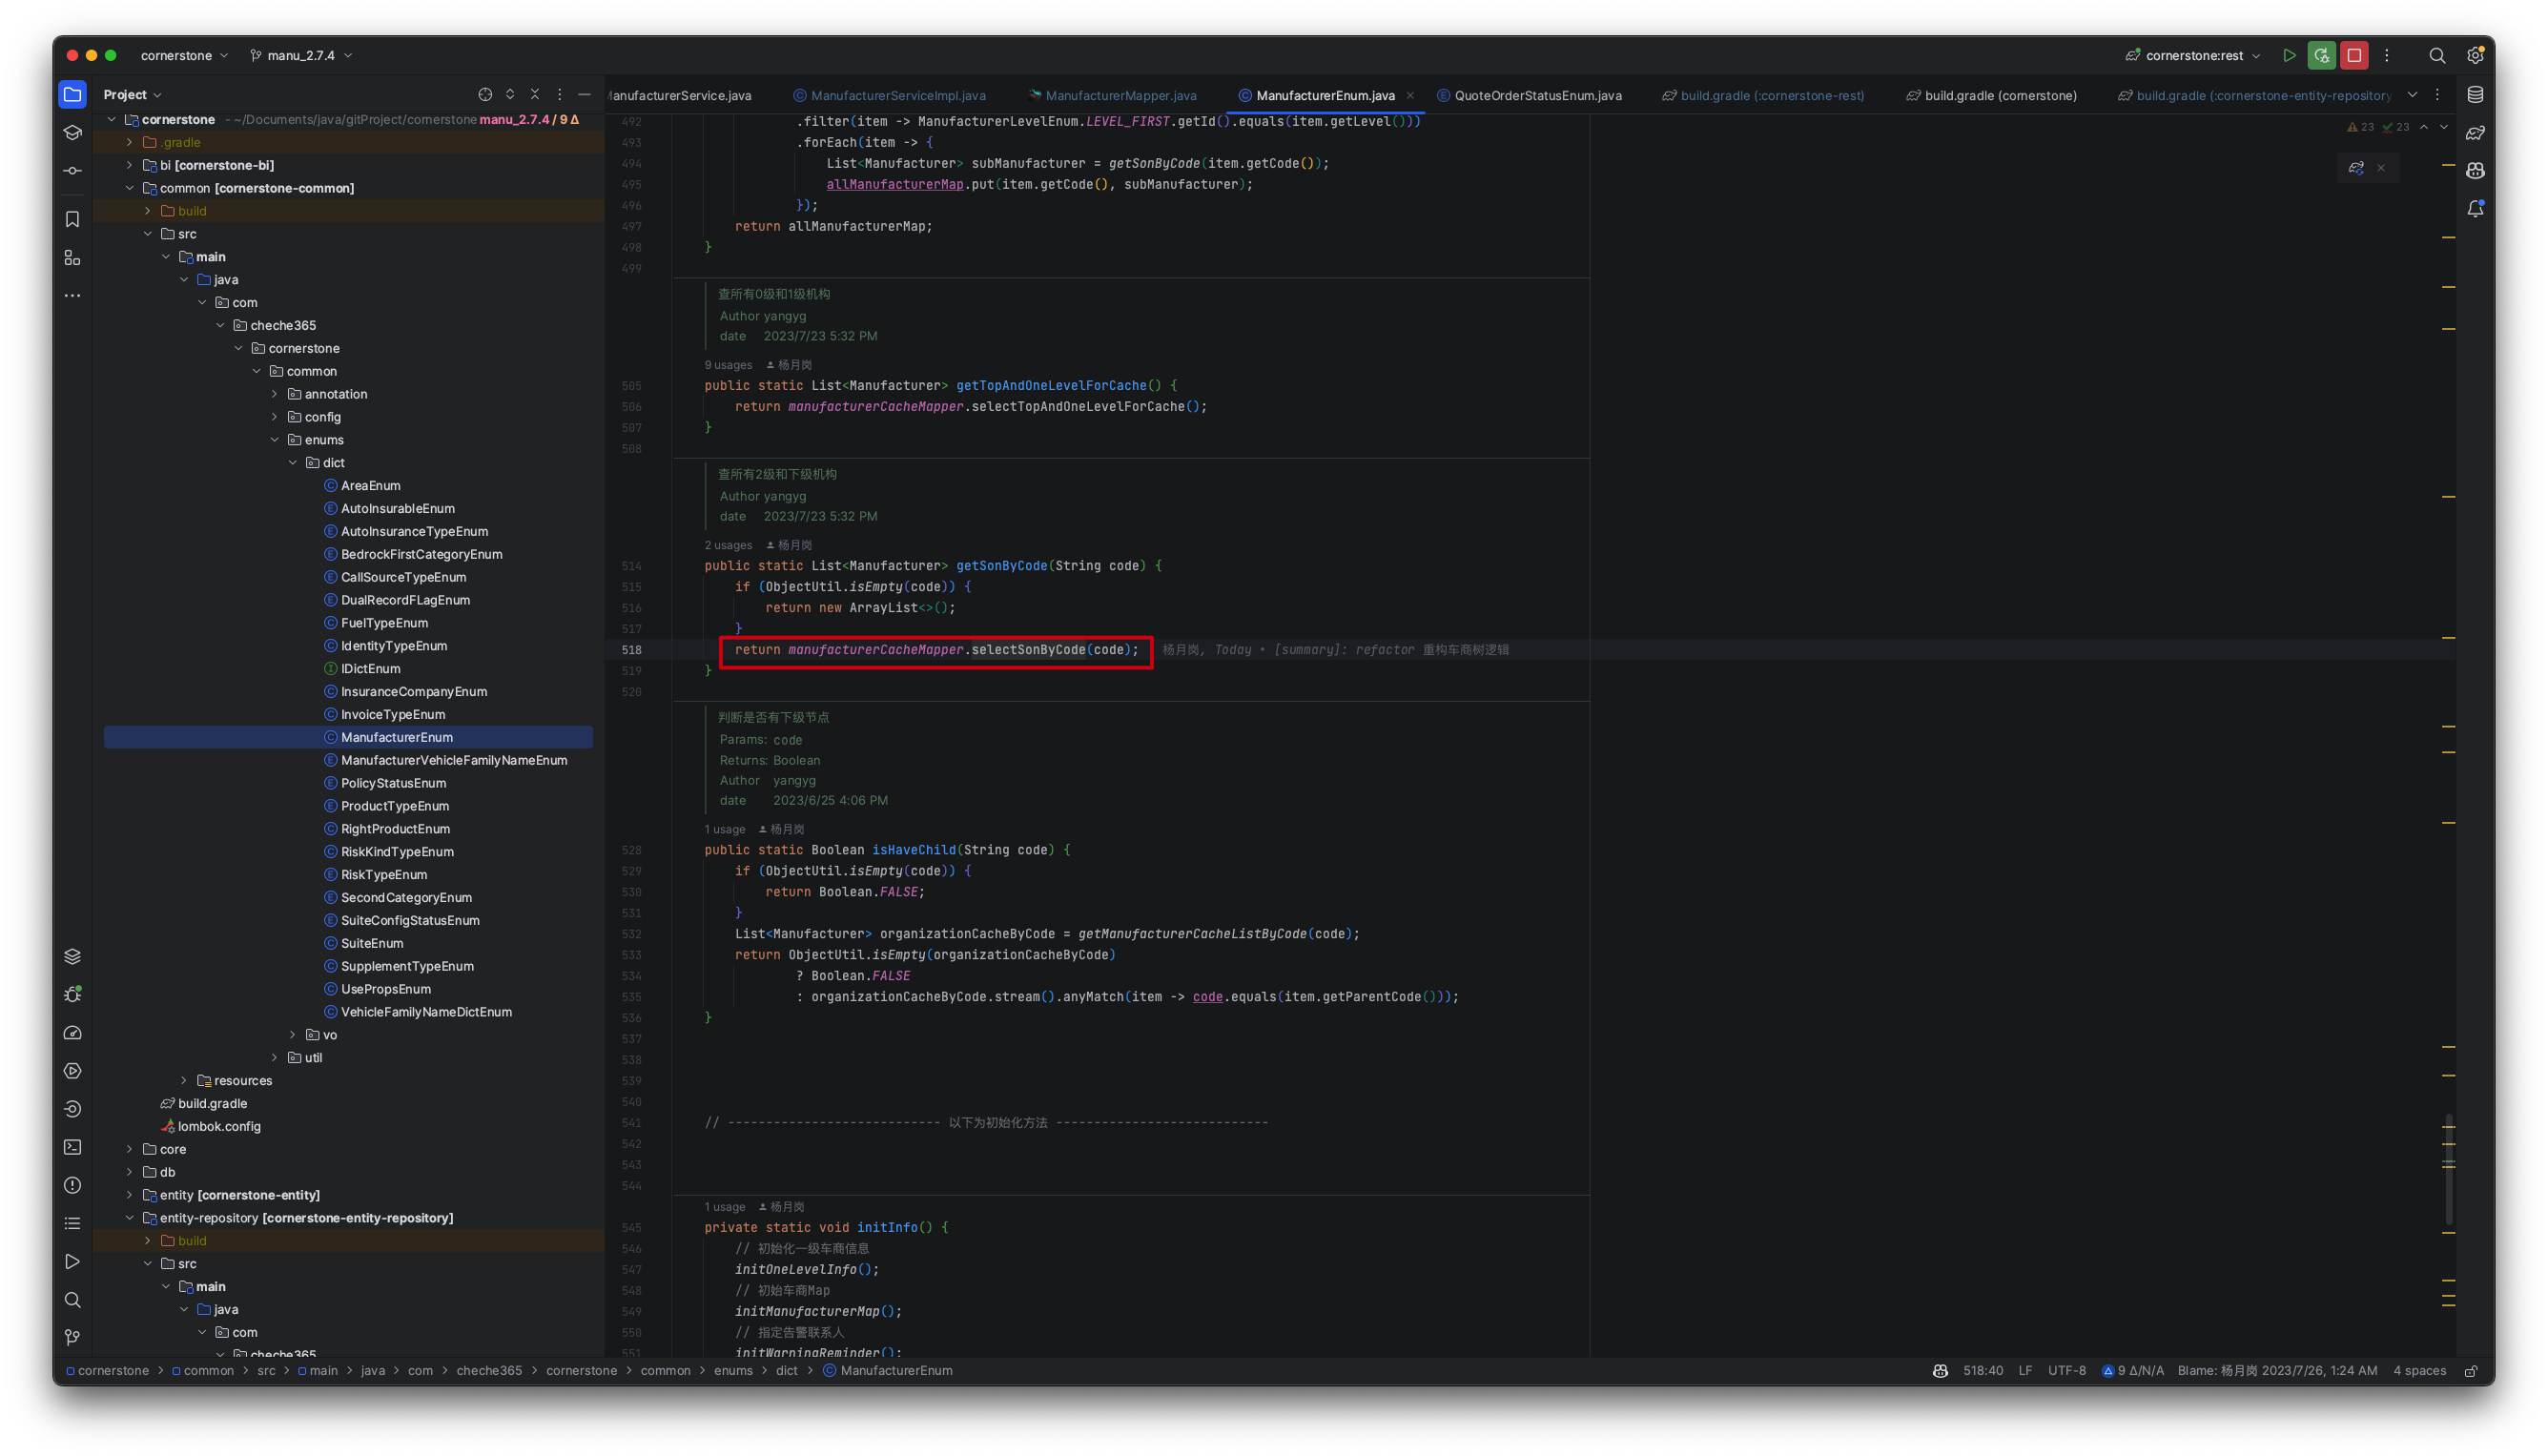 cornerstone
manu_2.7.4
cornerstone:rest
Project
anufacturerService.java
ManufacturerServiceImpl.java
ManufacturerMapper.java
ManufacturerEnum.java
QuoteOrderStatusEnum.java
build.gradle (:cornerstone-rest)
build.gradle (cornerstone)
build.gradle (:cornerstone-entity-repository
cornerstone - ~/Documents/java/gitProject/cornerstone manu_2.7.4 / 9 Δ
.gradle
bi [cornerstone-bi]
common [cornerstone-common]
build
src
main
java
com
cheche365
cornerstone
common
annotation
config
enums
dict
AreaEnum
AutoInsurableEnum
AutoInsuranceTypeEnum
BedrockFirstCategoryEnum
CallSourceTypeEnum
DualRecordFLagEnum
FuelTypeEnum
IdentityTypeEnum
IDictEnum
InsuranceCompanyEnum
InvoiceTypeEnum
ManufacturerEnum
ManufacturerVehicleFamilyNameEnum
PolicyStatusEnum
ProductTypeEnum
RightProductEnum
RiskKindTypeEnum
RiskTypeEnum
SecondCategoryEnum
SuiteConfigStatusEnum
SuiteEnum
SupplementTypeEnum
UsePropsEnum
VehicleFamilyNameDictEnum
vo
util
resources
build.gradle
lombok.config
core
db
entity [cornerstone-entity]
entity-repository [cornerstone-entity-repository]
build
src
main
java
com
cheche365
23 23
492 .filter(item -> ManufacturerLevelEnum.LEVEL_FIRST.getId().equals(item.getLevel()))
493 .forEach(item -> {
494 List<Manufacturer> subManufacturer = getSonByCode(item.getCode());
495 allManufacturerMap.put(item.getCode(), subManufacturer);
496 });
497 return allManufacturerMap;
498 }
499
查所有0级和1级机构
Author yangyg
date 2023/7/23 5:32 PM
9 usages 杨月岗
505 public static List<Manufacturer> getTopAndOneLevelForCache() {
506 return manufacturerCacheMapper.selectTopAndOneLevelForCache();
507 }
508
查所有2级和下级机构
Author yangyg
date 2023/7/23 5:32 PM
2 usages 杨月岗
514 public static List<Manufacturer> getSonByCode(String code) {
515 if (ObjectUtil.isEmpty(code)) {
516 return new ArrayList<>();
517 }
518 return manufacturerCacheMapper.selectSonByCode(code); 杨月岗, Today • [summary]: refactor 重构车商树逻辑
519 }
520
判断是否有下级节点
Params: code
Returns: Boolean
Author yangyg
date 2023/6/25 4:06 PM
1 usage 杨月岗
528 public static Boolean isHaveChild(String code) {
529 if (ObjectUtil.isEmpty(code)) {
530 return Boolean.FALSE;
531 }
532 List<Manufacturer> organizationCacheByCode = getManufacturerCacheListByCode(code);
533 return ObjectUtil.isEmpty(organizationCacheByCode)
534 ? Boolean.FALSE
535 : organizationCacheByCode.stream().anyMatch(item -> code.equals(item.getParentCode()));
536 }
537
538
539
540
541 // ---------------------------- 以下为初始化方法 ----------------------------
542
543
544
1 usage 杨月岗
545 private static void initInfo() {
546 // 初始化一级车商信息
547 initOneLevelInfo();
548 // 初始车商Map
549 initManufacturerMap();
550 // 指定告警联系人
551 initWarningReminder();
cornerstone > common > src > main > java > com > cheche365 > cornerstone > common > enums > dict > ManufacturerEnum
518:40 LF UTF-8 9 Δ/N/A Blame: 杨月岗 2023/7/26, 1:24 AM 4 spaces